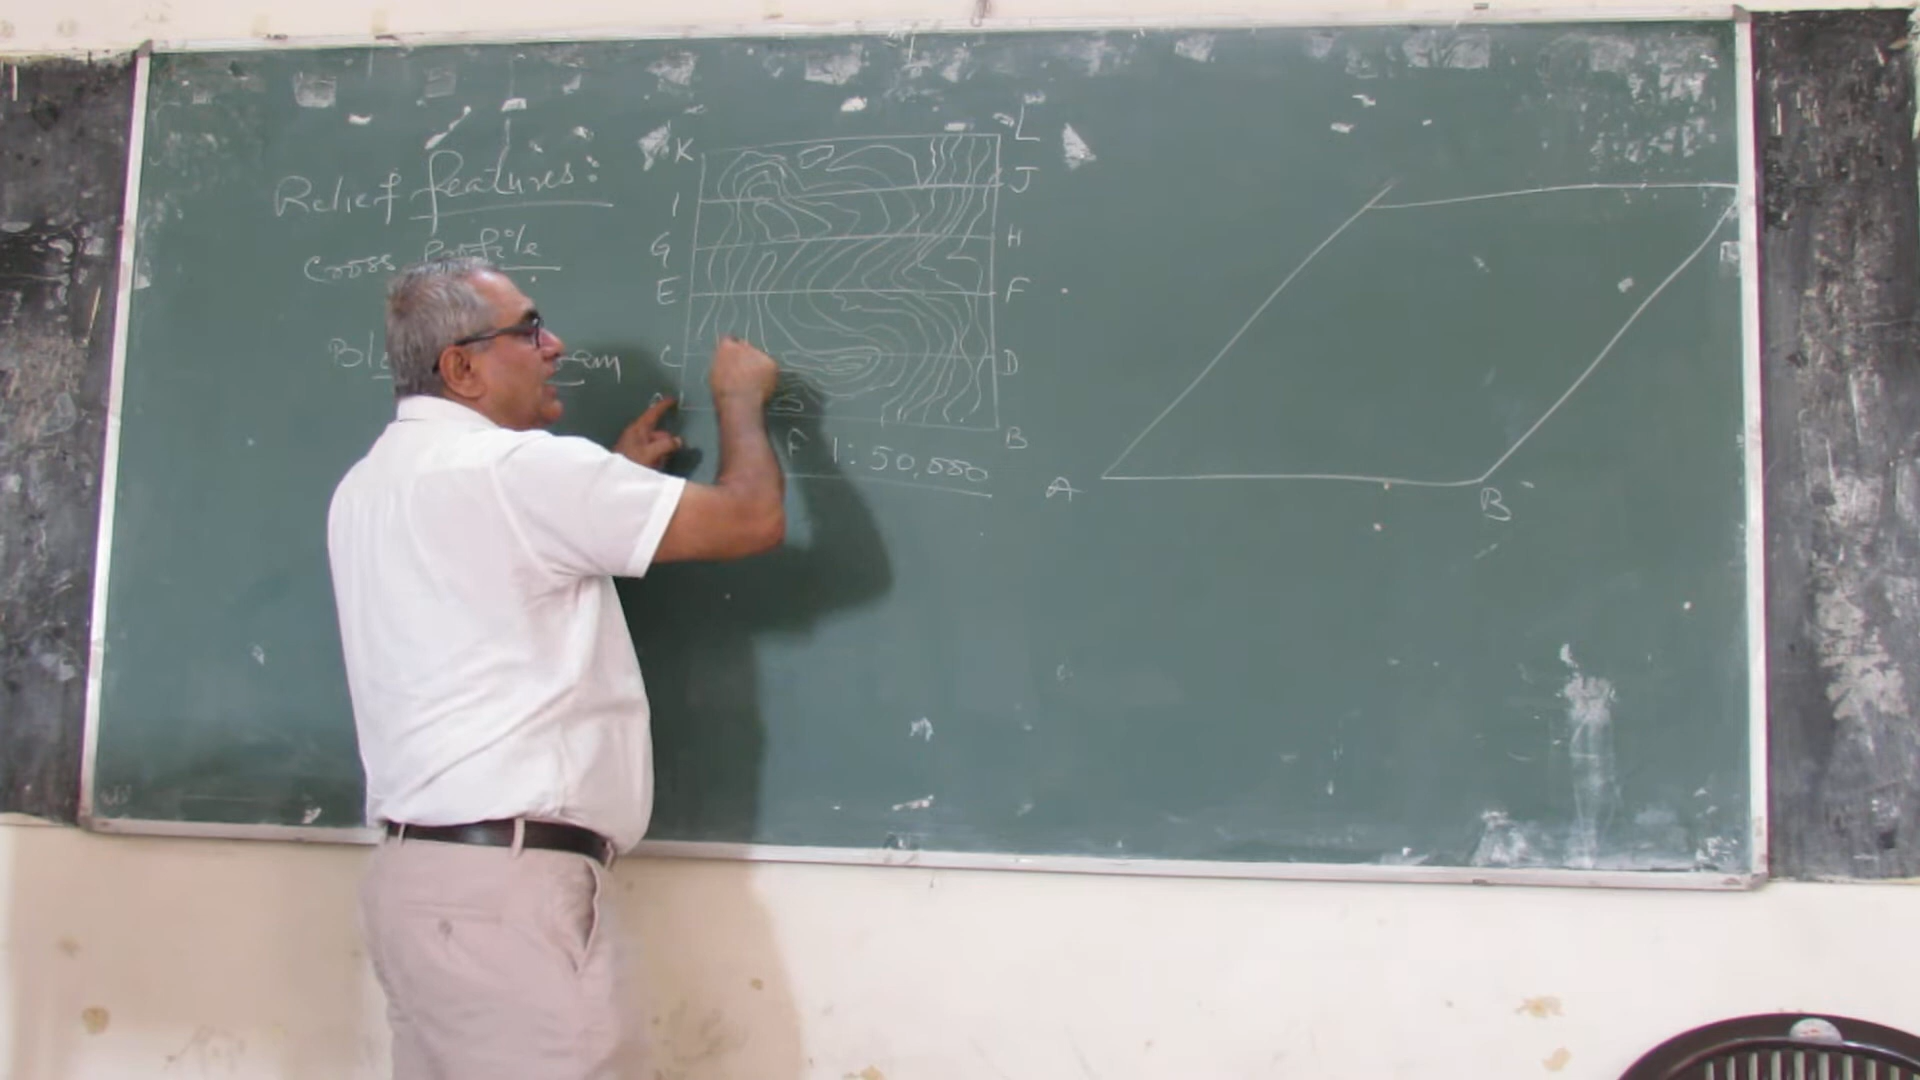 Relief features:
Cross Profile
K
L
I
J
G
H
E
F
C
D
B
1:50,000
A
B